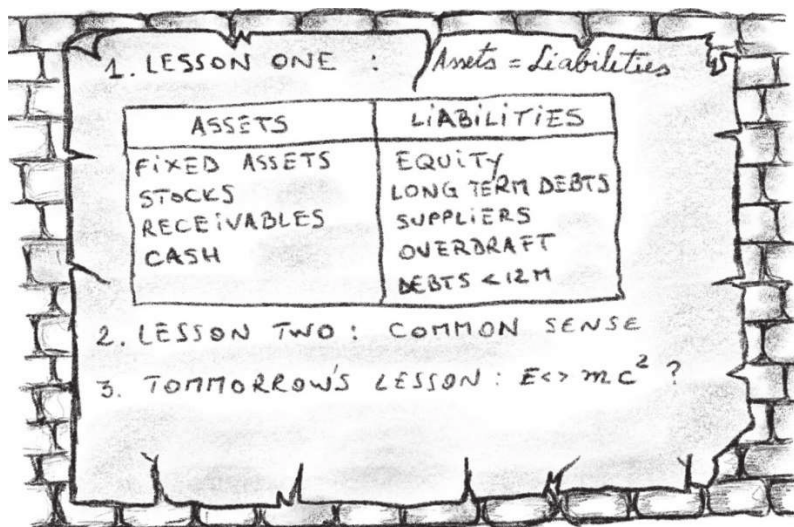 1. LESSON ONE : Assets = Liabilities
ASSETS LIABILITIES
FIXED ASSETS EQUITY
STOCKS LONG TERM DEBTS
RECEIVABLES SUPPLIERS
CASH OVERDRAFT
DEBTS < 12M
2. LESSON TWO : COMMON SENSE
3. TOMMORROW'S LESSON : E<> mc² ?